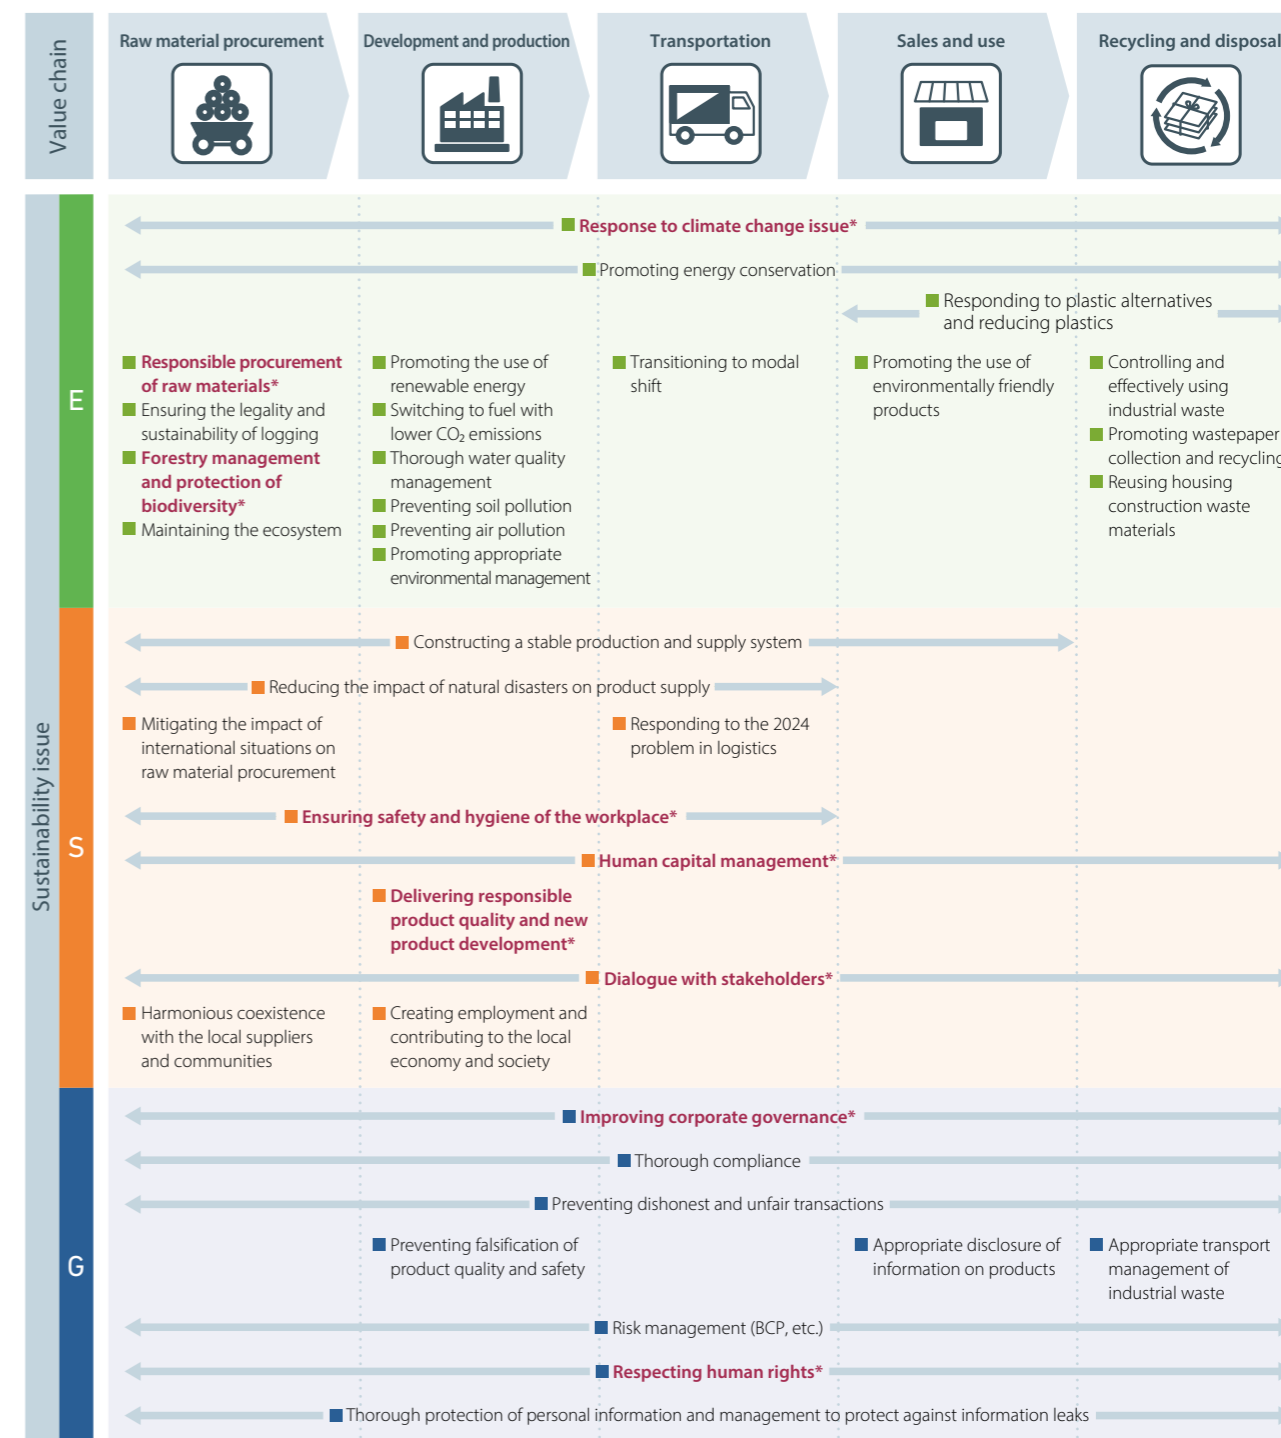 Value chain
Raw material procurement
Development and production
Transportation
Sales and use
Recycling and disposal
Sustainability issue
E
Response to climate change issue*
Promoting energy conservation
Responding to plastic alternatives
and reducing plastics
Responsible procurement
of raw materials*
Ensuring the legality and
sustainability of logging
Forestry management
and protection of
biodiversity*
Maintaining the ecosystem
Promoting the use of
renewable energy
Switching to fuel with
lower CO₂ emissions
Thorough water quality
management
Preventing soil pollution
Preventing air pollution
Promoting appropriate
environmental management
Transitioning to modal
shift
Promoting the use of
environmentally friendly
products
Controlling and
effectively using
industrial waste
Promoting wastepaper
collection and recycling
Reusing housing
construction waste
materials
S
Constructing a stable production and supply system
Reducing the impact of natural disasters on product supply
Mitigating the impact of
international situations on
raw material procurement
Responding to the 2024
problem in logistics
Ensuring safety and hygiene of the workplace*
Human capital management*
Delivering responsible
product quality and new
product development*
Dialogue with stakeholders*
Harmonious coexistence
with the local suppliers
and communities
Creating employment and
contributing to the local
economy and society
G
Improving corporate governance*
Thorough compliance
Preventing dishonest and unfair transactions
Preventing falsification of
product quality and safety
Appropriate disclosure of
information on products
Appropriate transport
management of
industrial waste
Risk management (BCP, etc.)
Respecting human rights*
Thorough protection of personal information and management to protect against information leaks